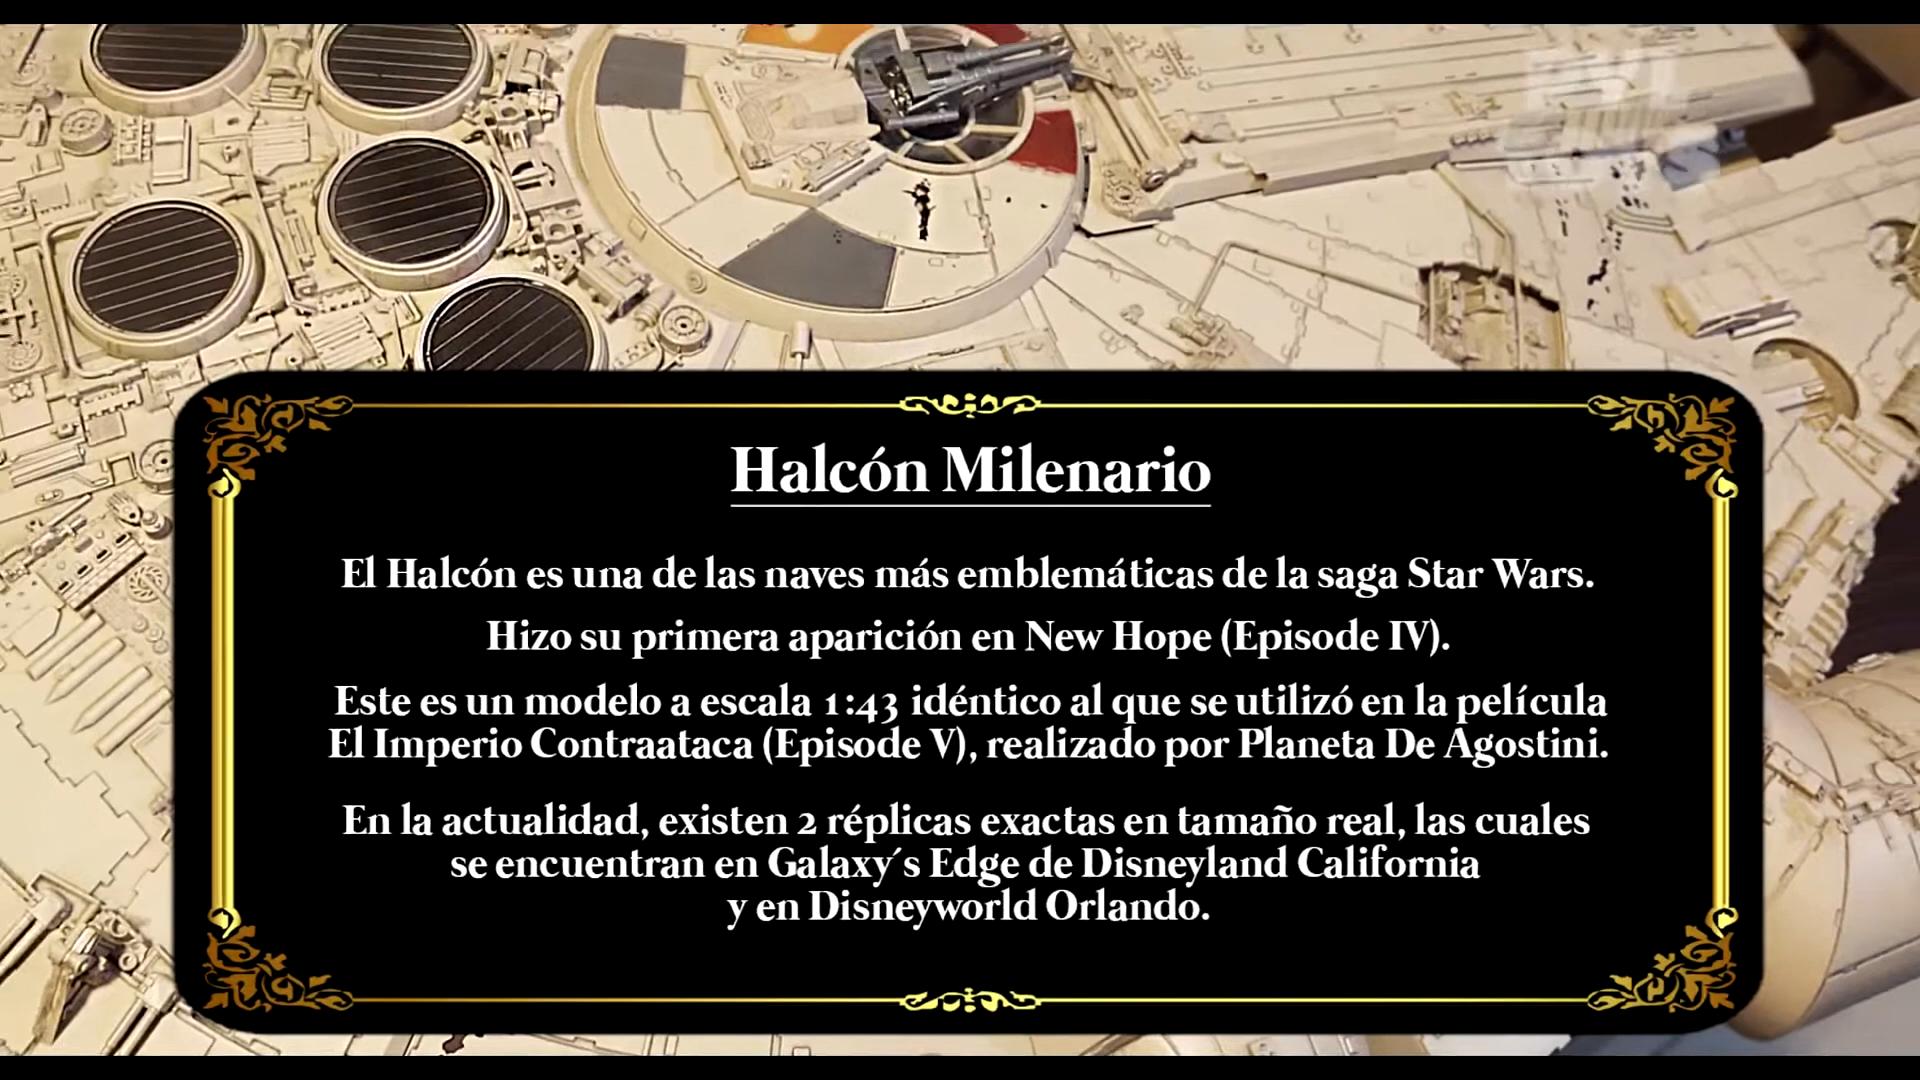 Halcón Milenario
El Halcón es una de las naves más emblemáticas de la saga Star Wars.
Hizo su primera aparición en New Hope (Episode IV).
Este es un modelo a escala 1:43 idéntico al que se utilizó en la película
El Imperio Contraataca (Episode V), realizado por Planeta De Agostini.
En la actualidad, existen 2 réplicas exactas en tamaño real, las cuales
se encuentran en Galaxy´s Edge de Disneyland California
y en Disneyworld Orlando.